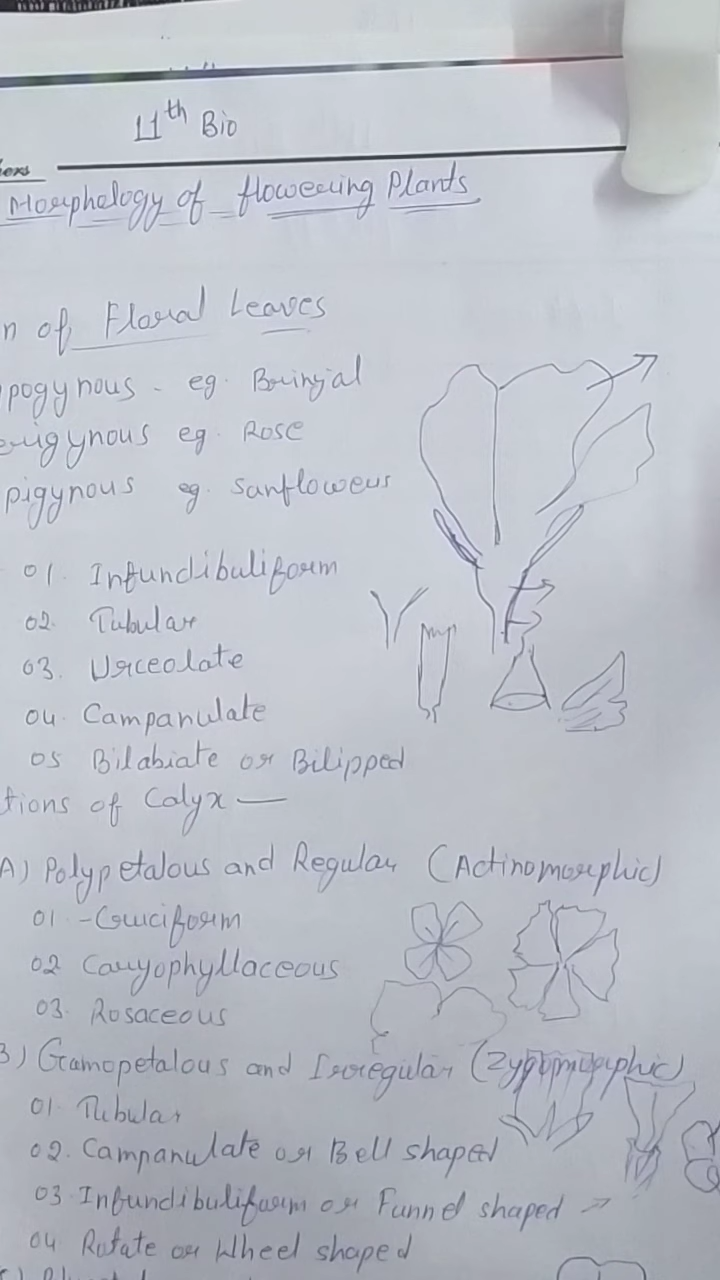 11th Bio
hers
Morphology of flowering Plants
n of Floral Leaves
pogynous - eg. Brinjal
erigynous eg. Rose
pigynous eg. Sanflowers
01. Infundibuliform
02. Tubular
03. Urceolate
04. Campanulate
05 Bilabiate or Bilipped
tions of Calyx —
A) Polypetalous and Regular (Actinomorphic)
01 - Cruciform
02 Caryophyllaceous
03. Rosaceous
B) Gamopetalous and Irregular (Zygomorphic)
01. Tubular
02. Campanulate or Bell shaped
03 Infundibuliform or Funnel shaped
04 Rotate or Wheel shaped